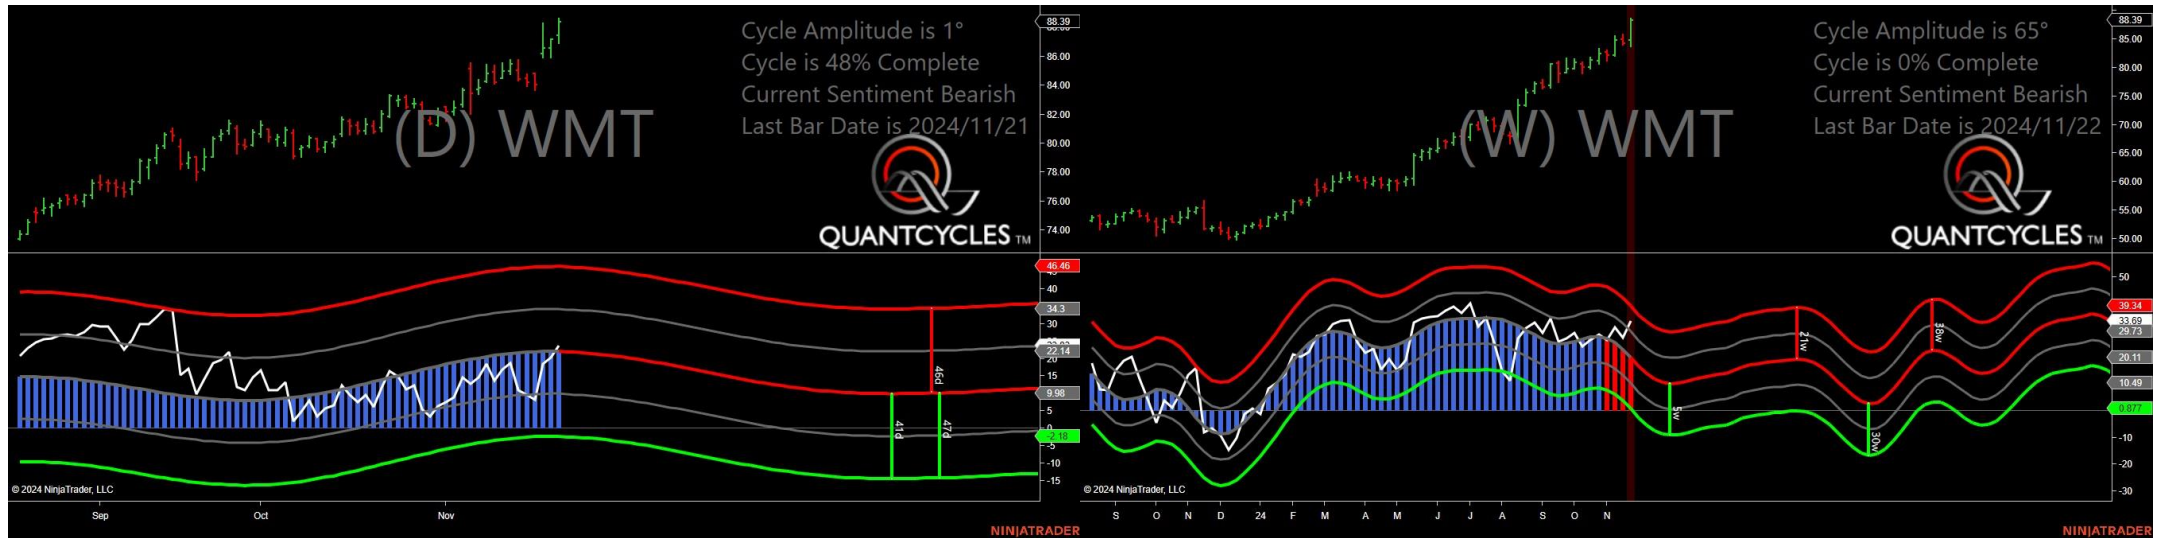 Cycle Amplitude is 1°
Cycle is 48% Complete
Current Sentiment Bearish
Last Bar Date is 2024/11/21
(D) WMT
QUANTCYCLES TM
88.39
86.00
84.00
82.00
80.00
78.00
76.00
74.00
46.46
40
34.3
30
22.14
20
15
9.98
5
0
-2.18
-5
-10
-15
46d
41d
47d
© 2024 NinjaTrader, LLC
Sep Oct Nov
NINJATRADER
Cycle Amplitude is 65°
Cycle is 0% Complete
Current Sentiment Bearish
Last Bar Date is 2024/11/22
(W) WMT
QUANTCYCLES TM
88.39
85.00
80.00
75.00
70.00
65.00
60.00
55.00
50.00
50
39.34
33.69
29.73
20.11
10.49
0.877
-10
-20
-30
21w
38w
5w
30w
© 2024 NinjaTrader, LLC
S O N D 24 F M A M J J A S O N
NINJATRADER